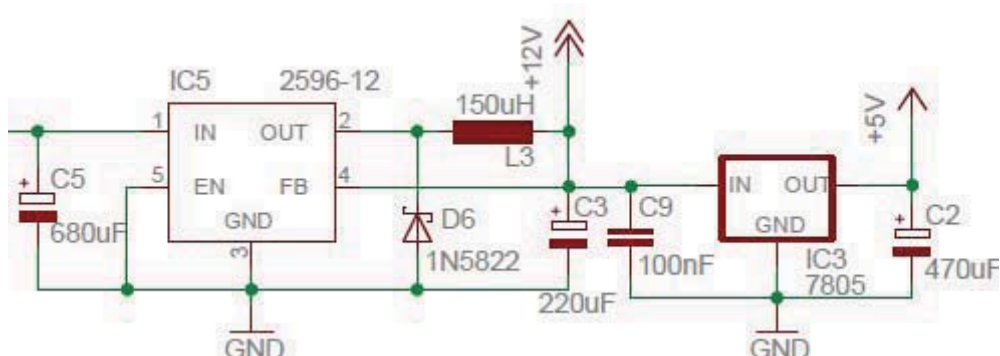 +12V
IC5 2596-12
150uH
+5V
1 IN OUT 2
L3
C5
5 EN FB 4
IN OUT
+
GND
D6
+
C3
C9
GND
+
C2
680uF
3
1N5822
100nF
IC3
7805
470uF
220uF
GND
GND